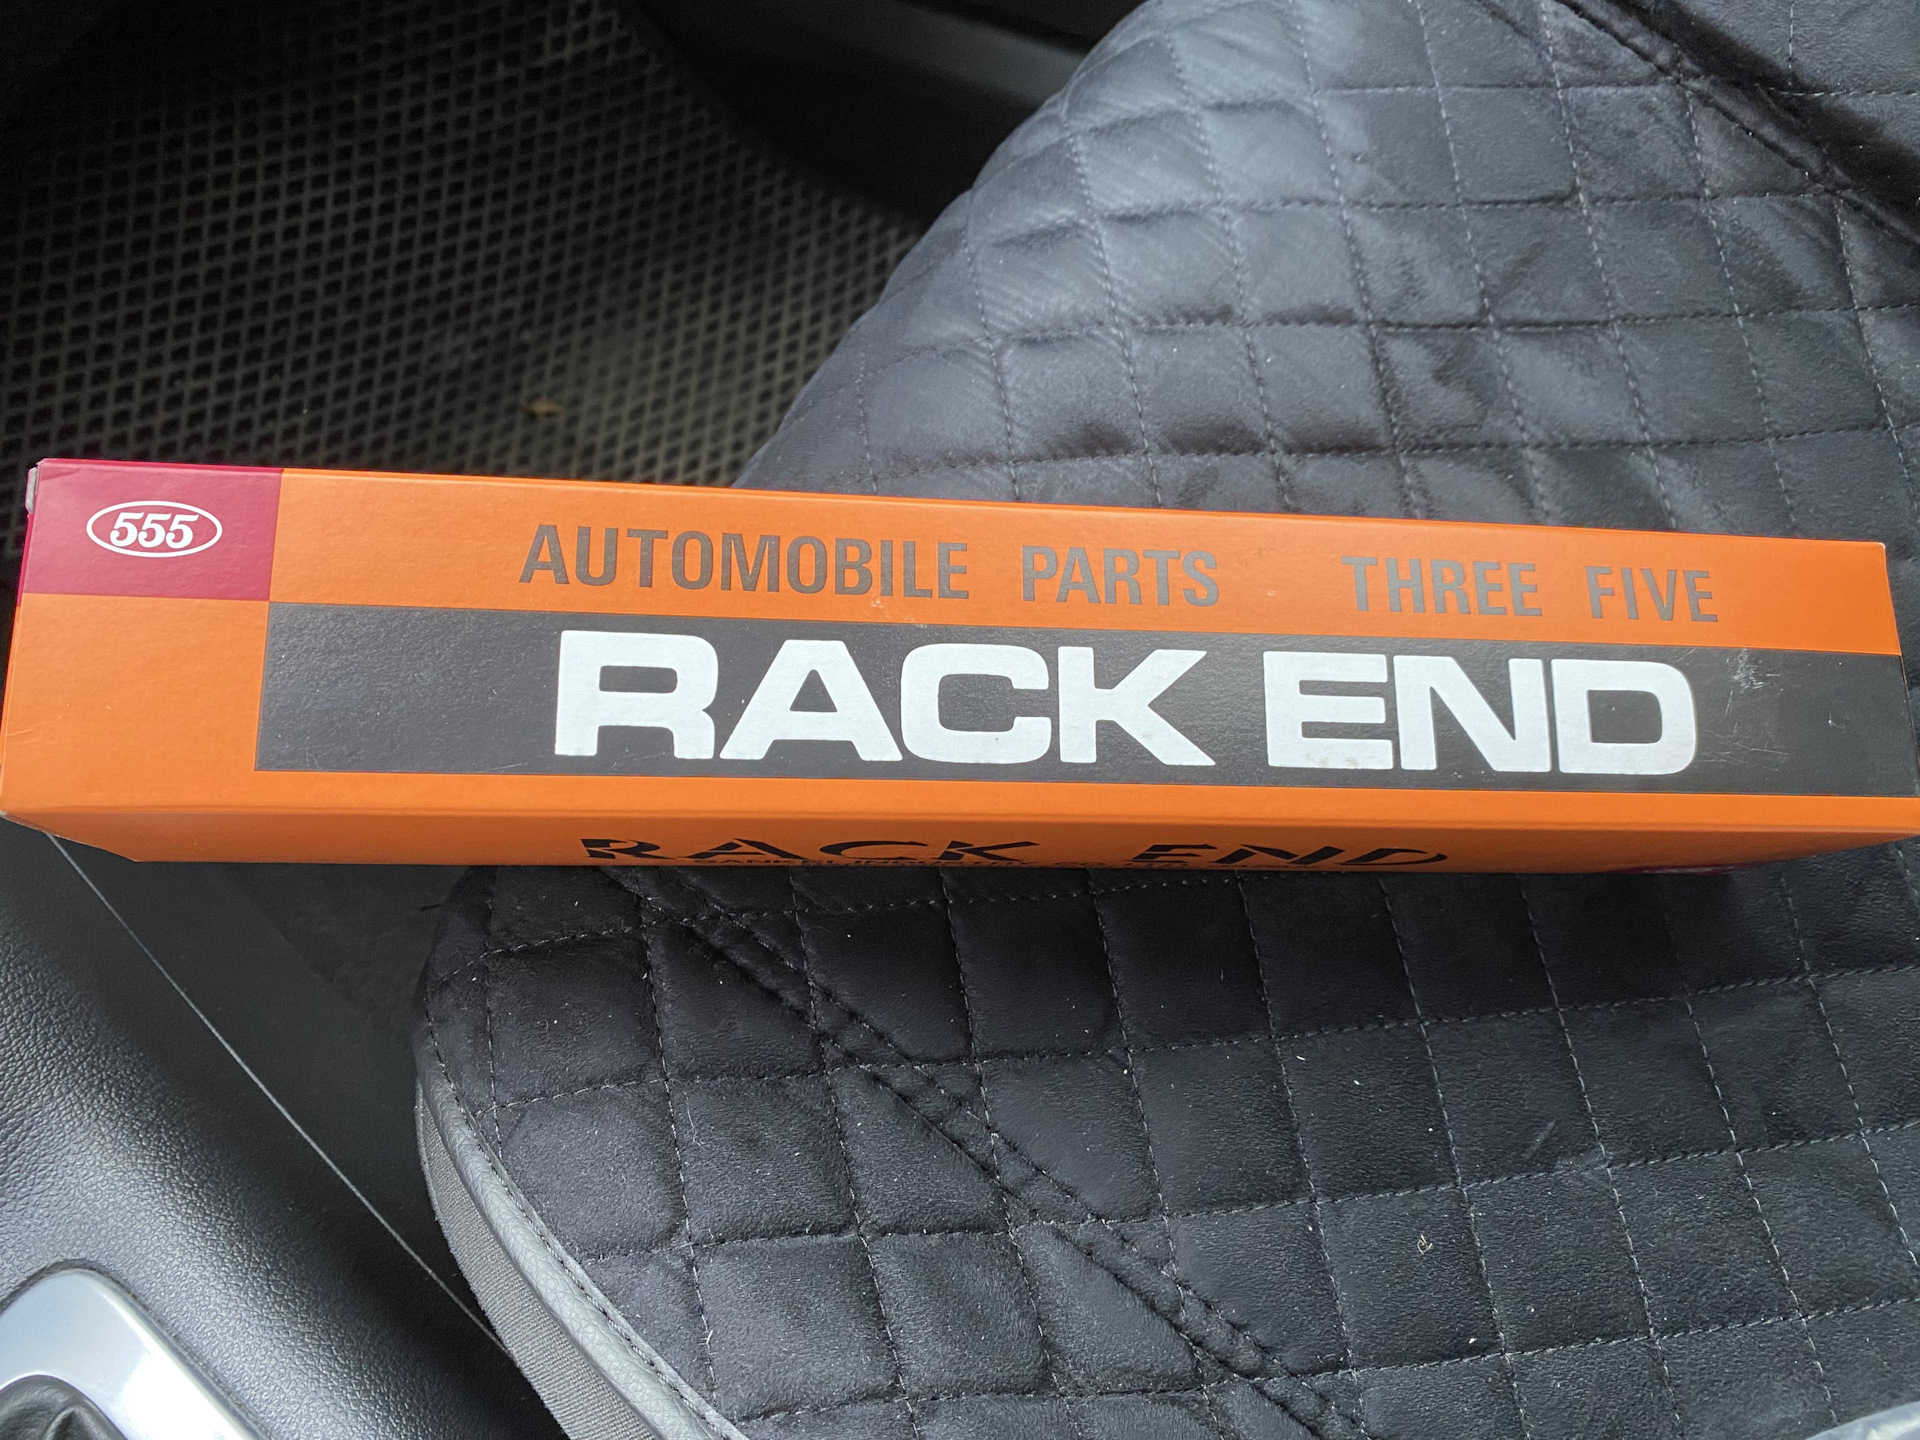 555
AUTOMOBILE PARTS THREE FIVE
RACK END
RACK END